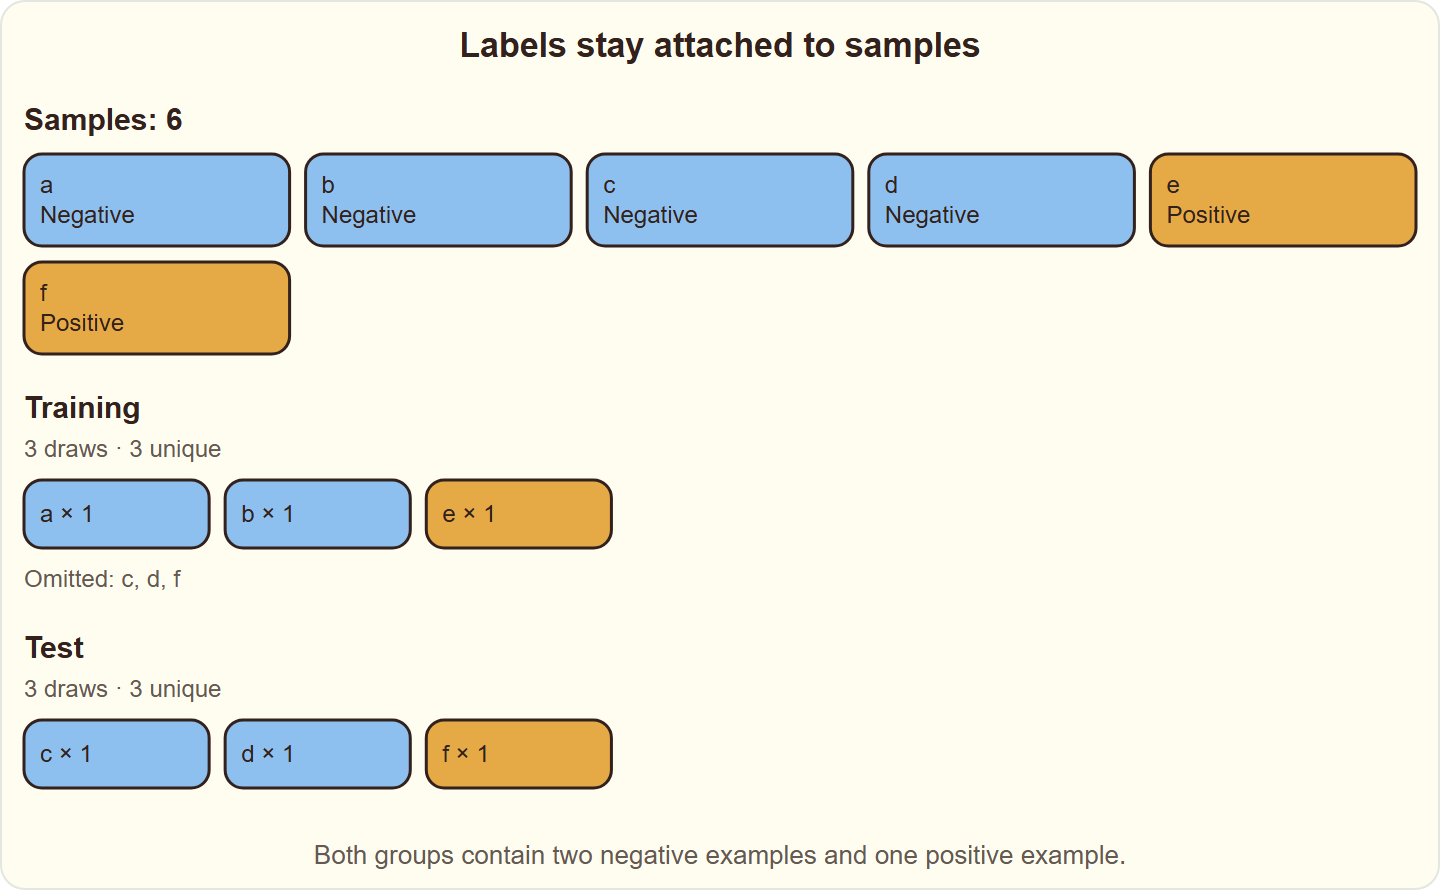 Labels stay attached to samples
Samples: 6
a
Negative
b
Negative
c
Negative
d
Negative
e
Positive
f
Positive
Training
3 draws · 3 unique
a × 1
b × 1
e × 1
Omitted: c, d, f
Test
3 draws · 3 unique
c × 1
d × 1
f × 1
Both groups contain two negative examples and one positive example.